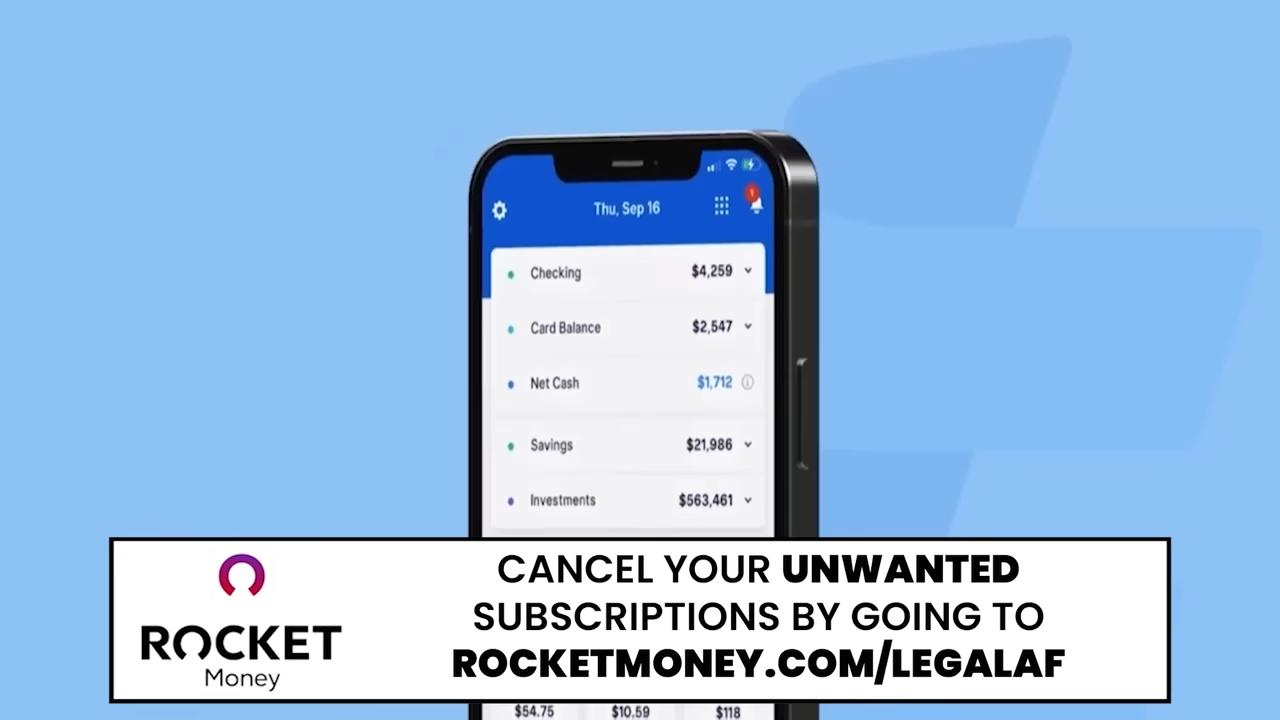 Thu, Sep 16
1
Checking $4,259
Card Balance $2,547
Net Cash $1,712
Savings $21,986
Investments $563,461
ROCKET
Money
CANCEL YOUR UNWANTED
SUBSCRIPTIONS BY GOING TO
ROCKETMONEY.COM/LEGALAF
$54.75 $10.59 $118